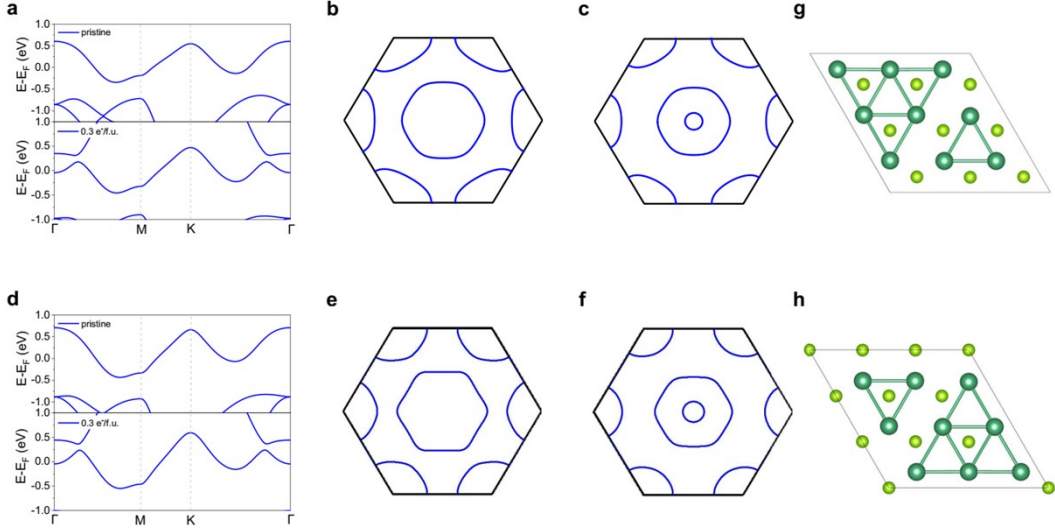 a
b
c
g
1.0
pristine
0.5
0.0
-0.5
-1.0
1.0
0.3 e⁻/f.u.
0.5
0.0
-0.5
-1.0
E-E_F (eV)
E-E_F (eV)
Γ M K Γ
d
e
f
h
1.0
pristine
0.5
0.0
-0.5
-1.0
1.0
0.3 e⁻/f.u.
0.5
0.0
-0.5
-1.0
E-E_F (eV)
E-E_F (eV)
Γ M K Γ